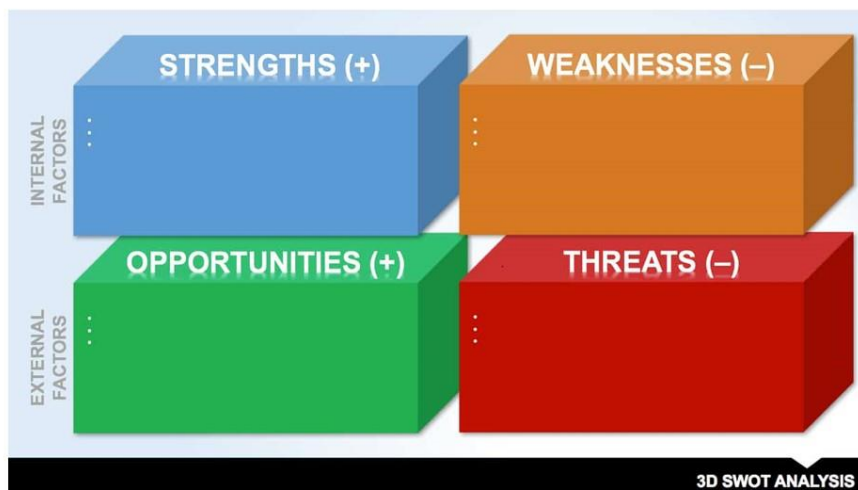 STRENGTHS (+)
WEAKNESSES (–)
INTERNAL
FACTORS
OPPORTUNITIES (+)
THREATS (–)
EXTERNAL
FACTORS
3D SWOT ANALYSIS